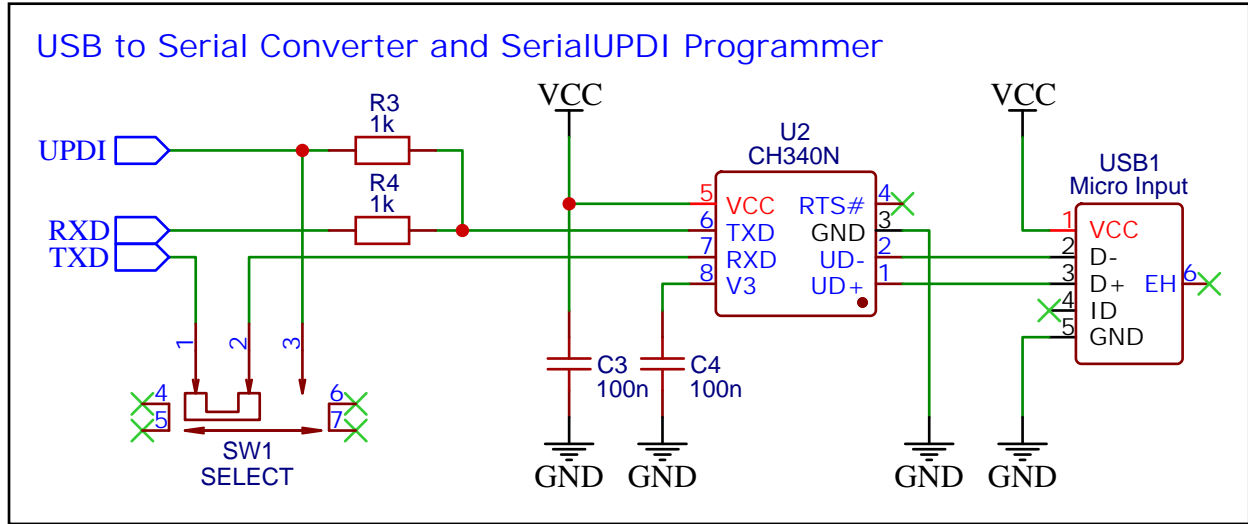 USB to Serial Converter and SerialUPDI Programmer
VCC
VCC
R3
1k
UPDI
U2
CH340N
USB1
Micro Input
R4
1k
RXD
TXD
5 VCC
6 TXD
7 RXD
8 V3
RTS# 4
GND 3
UD- 2
UD+ 1
1 VCC
2 D-
3 D+
4 ID
5 GND
EH 6
1
2
3
4
5
6
7
SW1
SELECT
C3
100n
C4
100n
GND
GND
GND
GND